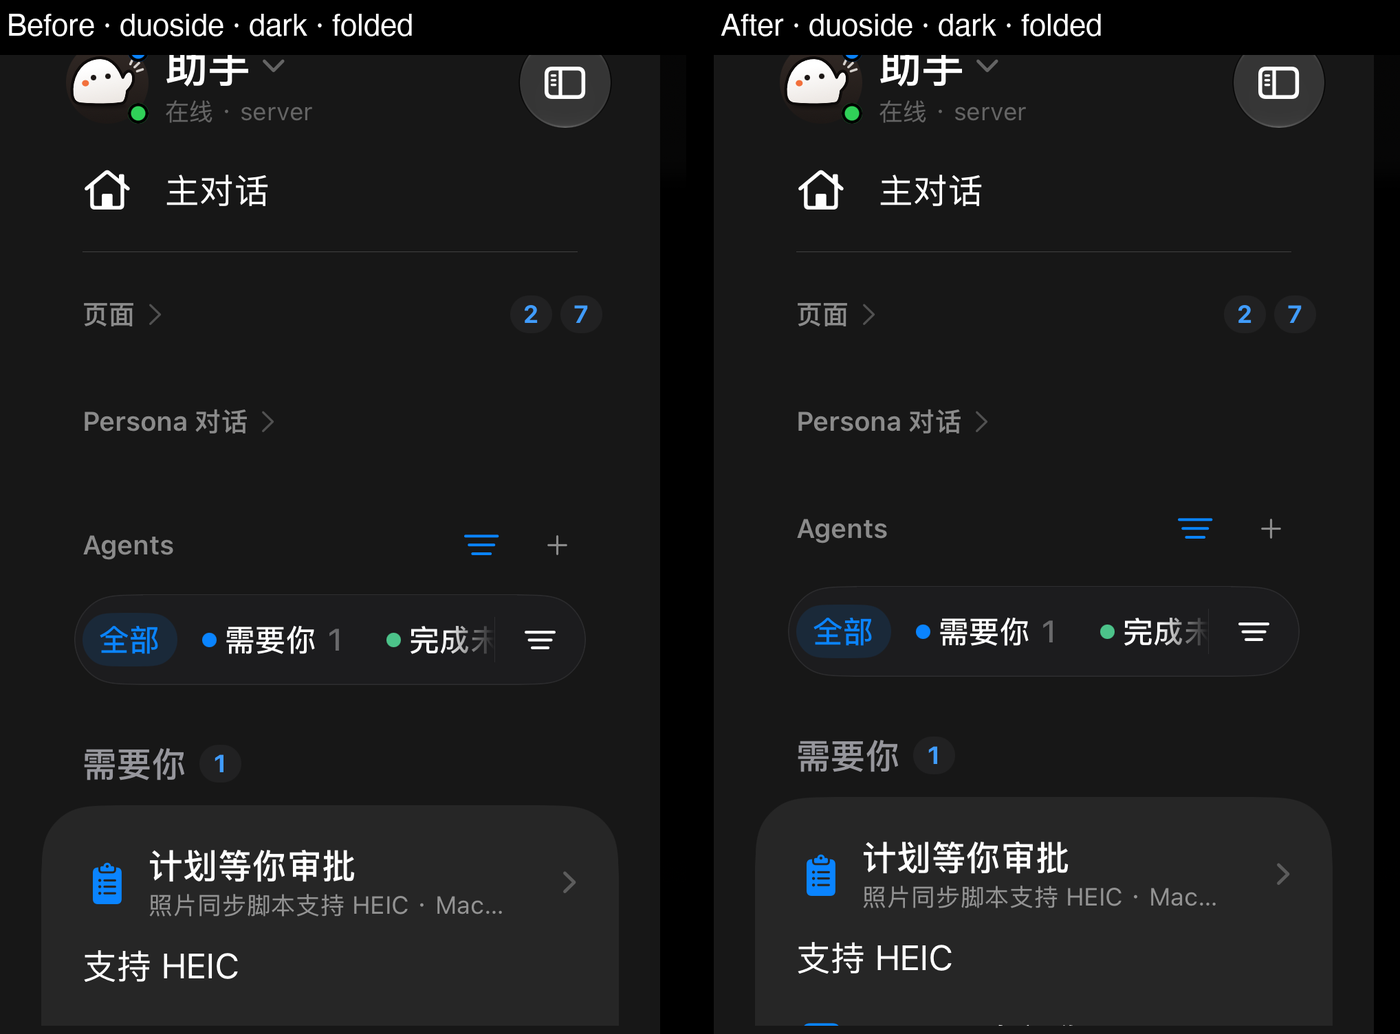 Before · duoside · dark · folded
助手
在线 · server
主对话
页面
2 7
Persona 对话
Agents
全部 需要你 1 完成未
需要你 1
计划等你审批
照片同步脚本支持 HEIC · Mac...
支持 HEIC
After · duoside · dark · folded
助手
在线 · server
主对话
页面
2 7
Persona 对话
Agents
全部 需要你 1 完成未
需要你 1
计划等你审批
照片同步脚本支持 HEIC · Mac...
支持 HEIC